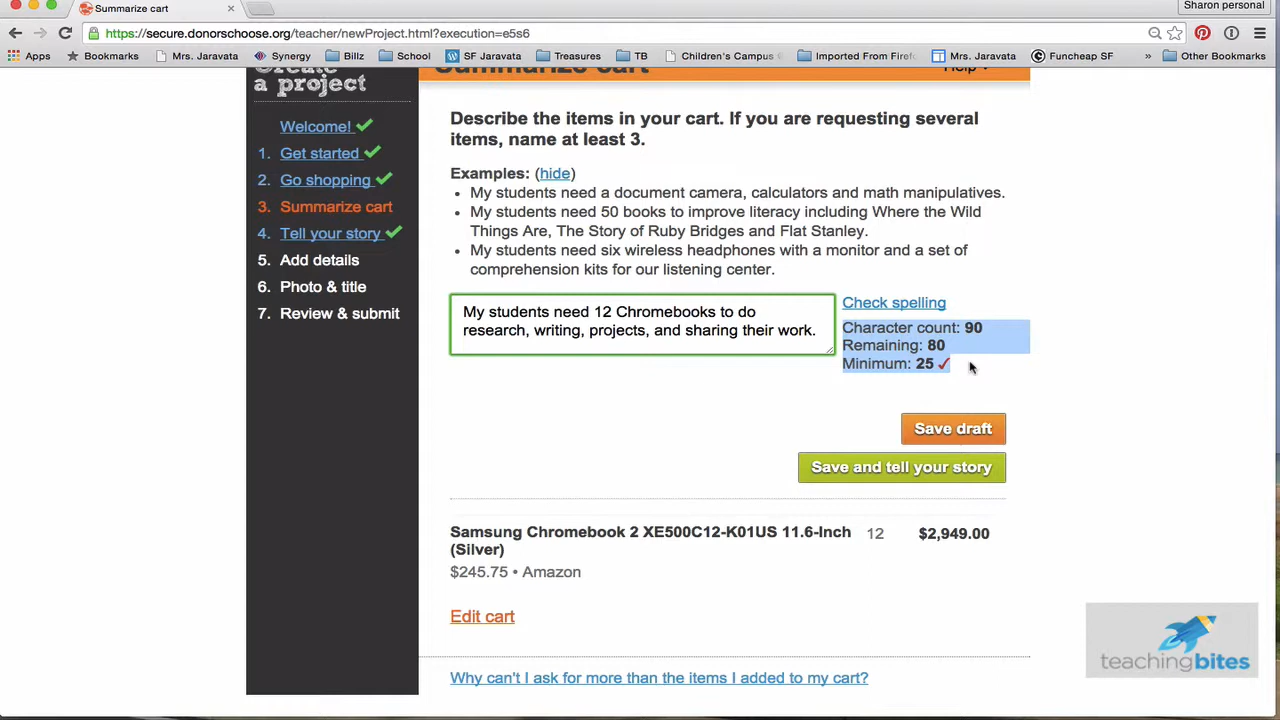 Summarize cart
Sharon personal
https://secure.donorschoose.org/teacher/newProject.html?execution=e5s6
Apps Bookmarks Mrs. Jaravata Synergy Billz School SF Jaravata Treasures TB Children's Campus Imported From Firef Mrs. Jaravata Funcheap SF » Other Bookmarks
Create
a project
Summarize cart
Help
Welcome!
1. Get started
2. Go shopping
3. Summarize cart
4. Tell your story
5. Add details
6. Photo & title
7. Review & submit
Describe the items in your cart. If you are requesting several
items, name at least 3.
Examples: (hide)
• My students need a document camera, calculators and math manipulatives.
• My students need 50 books to improve literacy including Where the Wild
Things Are, The Story of Ruby Bridges and Flat Stanley.
• My students need six wireless headphones with a monitor and a set of
comprehension kits for our listening center.
My students need 12 Chromebooks to do
research, writing, projects, and sharing their work.
Check spelling
Character count: 90
Remaining: 80
Minimum: 25 ✓
Save draft
Save and tell your story
Samsung Chromebook 2 XE500C12-K01US 11.6-Inch
(Silver)
12
$2,949.00
$245.75 • Amazon
Edit cart
Why can't I ask for more than the items I added to my cart?
teachingbites